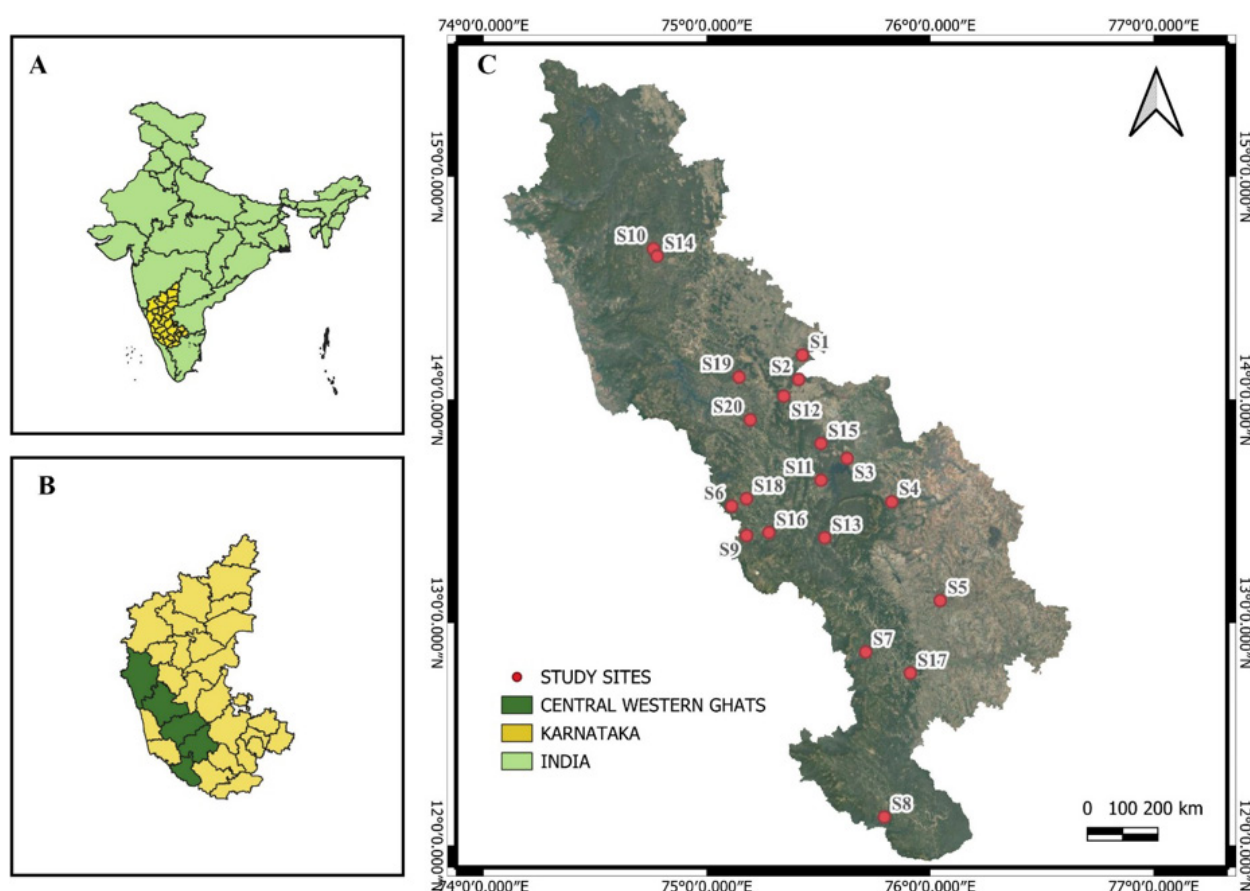 A
B
C
74°0'0.000"E
75°0'0.000"E
76°0'0.000"E
77°0'0.000"E
15°0'0.000"N
14°0'0.000"N
13°0'0.000"N
12°0'0.000"N
15°0'0.000"N
14°0'0.000"N
13°0'0.000"N
12°0'0.000"N
S10
S14
S1
S19
S2
S12
S20
S15
S3
S11
S4
S18
S6
S16
S13
S9
S5
S7
S17
S8
STUDY SITES
CENTRAL WESTERN GHATS
KARNATAKA
INDIA
0 100 200 km
74°0'0.000"E
75°0'0.000"E
76°0'0.000"E
77°0'0.000"E